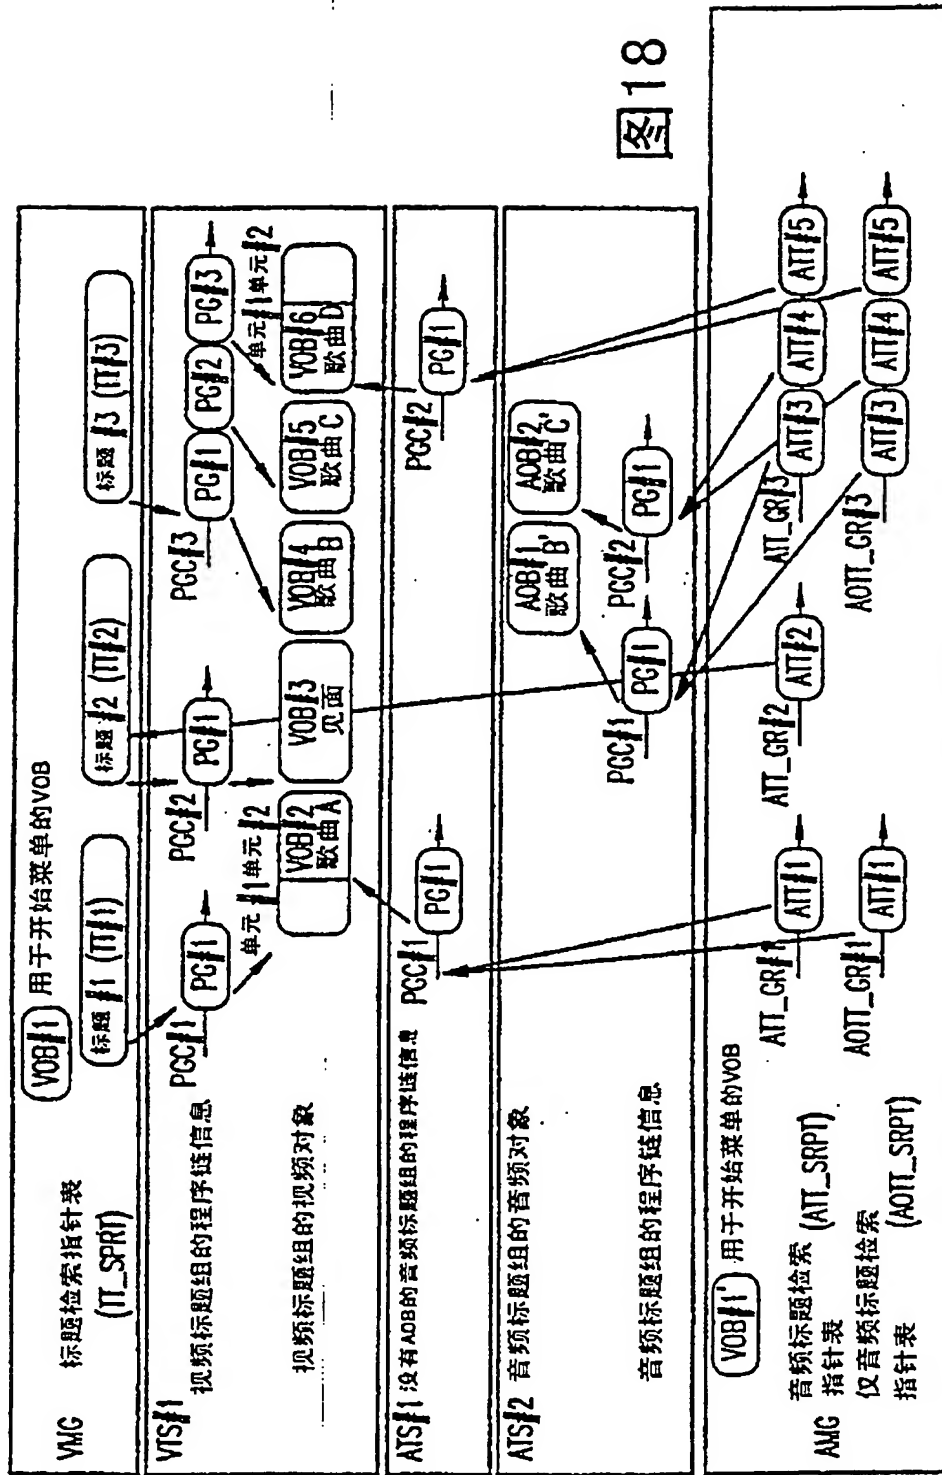 VMG
标题检索指针表
(TT_SPRT)
VOB#1 用于开始菜单的VOB
标题 #1 (TT#1)
标题 #2 (TT#2)
标题 #3 (TT#3)
VTS#1
视频标题组的程序链信息
PGC#1
PG#1
PGC#2
PG#1
PGC#3
PG#1
PG#2
PG#3
视频标题组的视频对象
单元 #1 单元 #2
VOB#2
歌曲A
VOB#3
见面
VOB#4
歌曲B
VOB#5
歌曲C
单元#1 单元#2
VOB#6
歌曲D
ATS#1 没有AOB的音频标题组的程序链信息
PGC#1
PG#1
PGC#2
PG#1
ATS#2 音频标题组的音频对象
AOB#1
歌曲B'
AOB#2
歌曲C'
音频标题组的程序链信息
PGC#1
PG#1
PGC#2
PG#1
图18
AMG
VOB#1' 用于开始菜单的VOB
音频标题检索
指针表
(ATT_SRPT)
ATT_GR#1
ATT#1
ATT_GR#2
ATT#2
ATT_GR#3
ATT#3
ATT#4
ATT#5
仅音频标题检索
指针表
(AOTT_SRPT)
AOTT_GR#1
ATT#1
AOTT_GR#3
ATT#3
ATT#4
ATT#5